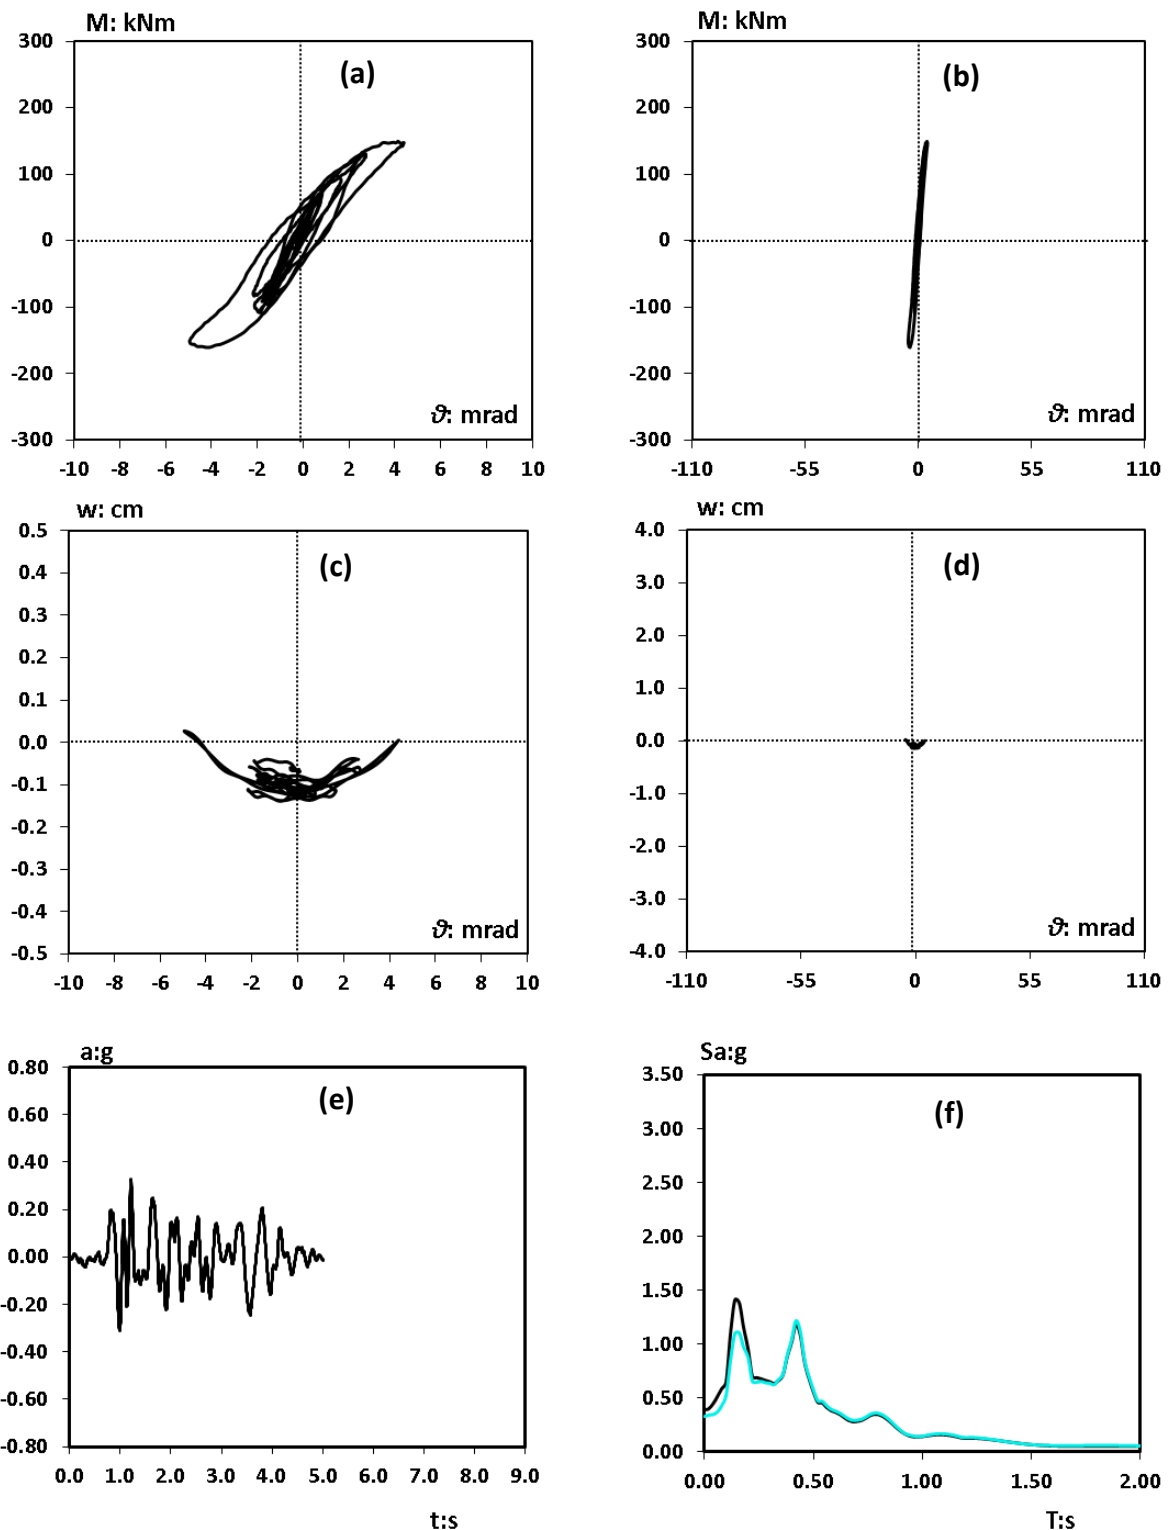 M: kNm
(a)
300
200
100
0
-100
-200
-300
ϑ: mrad
-10 -8 -6 -4 -2 0 2 4 6 8 10
M: kNm
(b)
300
200
100
0
-100
-200
-300
ϑ: mrad
-110 -55 0 55 110
w: cm
(c)
0.5
0.4
0.3
0.2
0.1
0.0
-0.1
-0.2
-0.3
-0.4
-0.5
ϑ: mrad
-10 -8 -6 -4 -2 0 2 4 6 8 10
w: cm
(d)
4.0
3.0
2.0
1.0
0.0
-1.0
-2.0
-3.0
-4.0
ϑ: mrad
-110 -55 0 55 110
a:g
(e)
0.80
0.60
0.40
0.20
0.00
-0.20
-0.40
-0.60
-0.80
0.0 1.0 2.0 3.0 4.0 5.0 6.0 7.0 8.0 9.0
t:s
Sa:g
(f)
3.50
3.00
2.50
2.00
1.50
1.00
0.50
0.00
0.00 0.50 1.00 1.50 2.00
T:s